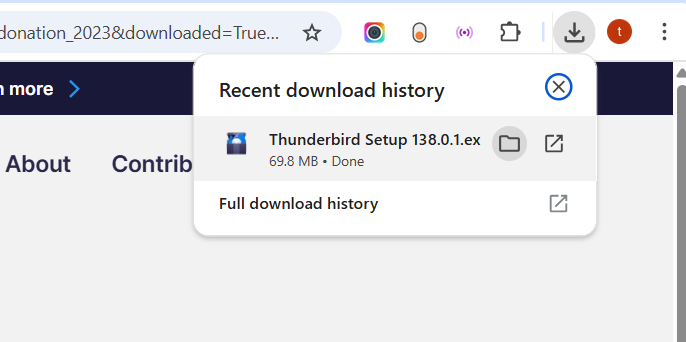 donation_2023&downloaded=True...
t
n more
Recent download history
Thunderbird Setup 138.0.1.ex
69.8 MB • Done
About
Contrib
Full download history